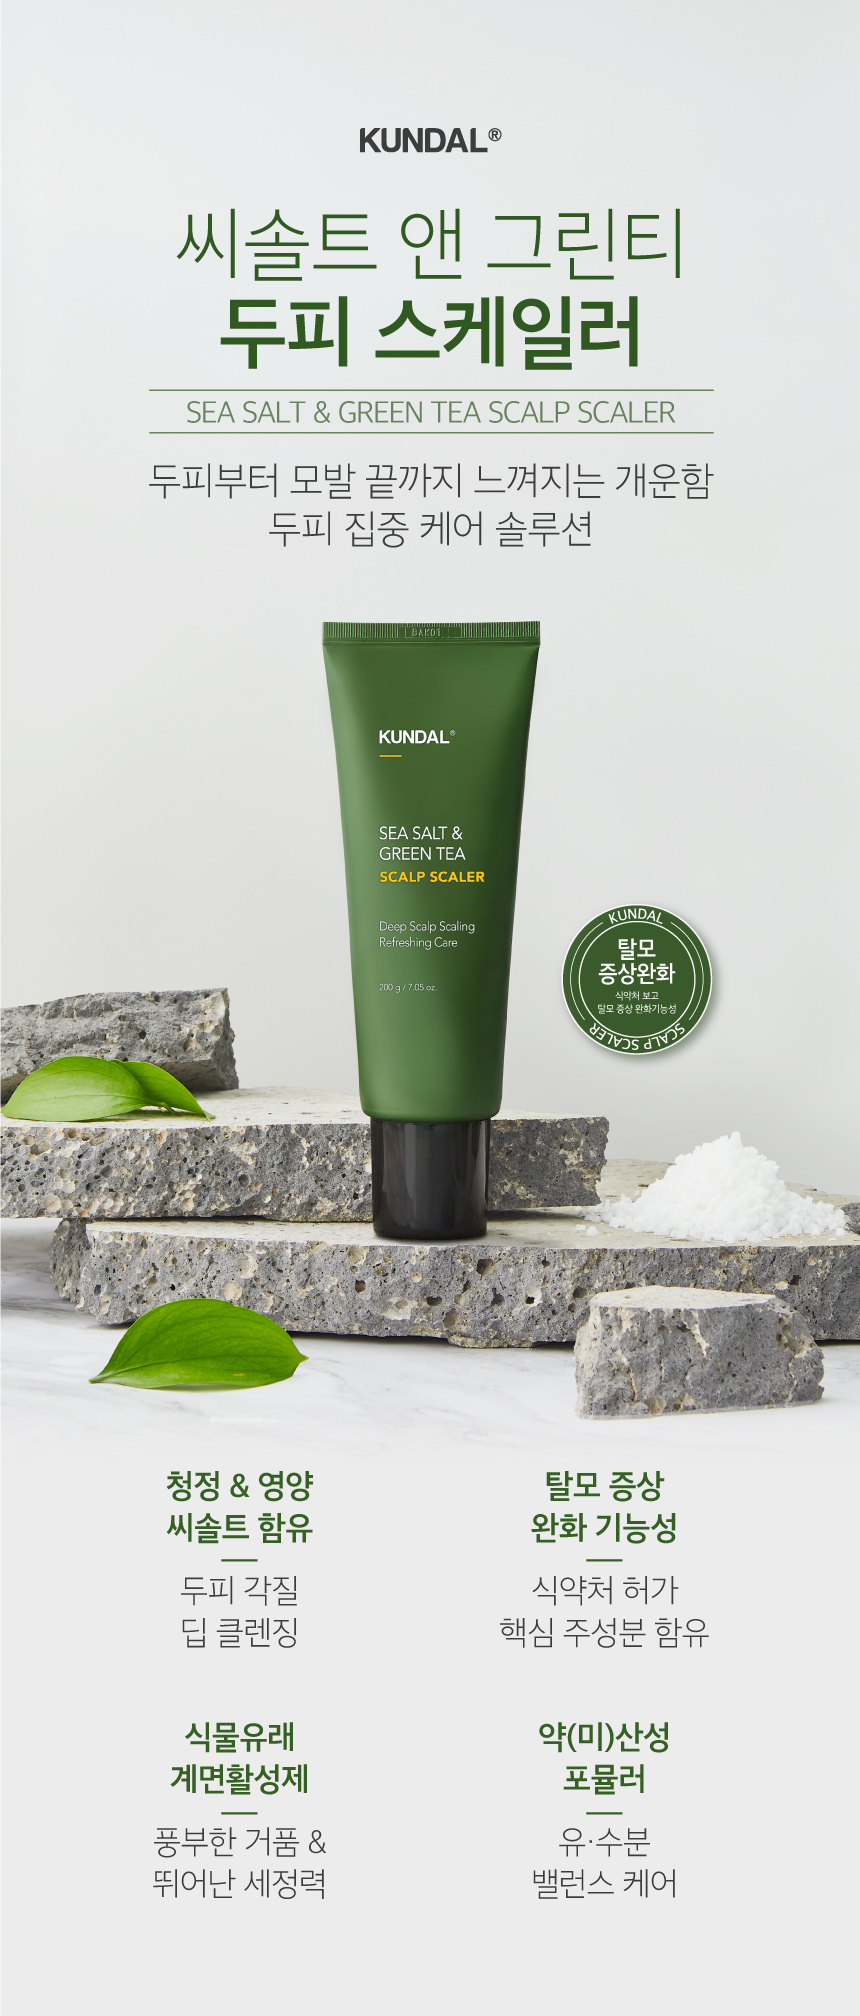 KUNDAL®
씨솔트 앤 그린티
두피 스케일러
SEA SALT & GREEN TEA SCALP SCALER
두피부터 모발 끝까지 느껴지는 개운함
두피 집중 케어 솔루션
BAK01
KUNDAL®
SEA SALT &
GREEN TEA
SCALP SCALER
Deep Scalp Scaling
Refreshing Care
200 g / 7.05 oz.
KUNDAL
탈모
증상완화
식약처 보고
탈모 증상 완화기능성
SCALP SCALER
청정 & 영양
씨솔트 함유
두피 각질
딥 클렌징
탈모 증상
완화 기능성
식약처 허가
핵심 주성분 함유
식물유래
계면활성제
풍부한 거품 &
뛰어난 세정력
약(미)산성
포뮬러
유·수분
밸런스 케어